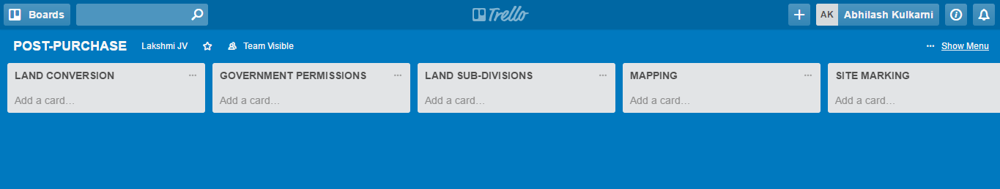 Boards
Trello
AK Abhilash Kulkarni
POST-PURCHASE Lakshmi JV Team Visible ··· Show Menu
LAND CONVERSION ···
Add a card...
GOVERNMENT PERMISSIONS ···
Add a card...
LAND SUB-DIVISIONS ···
Add a card...
MAPPING ···
Add a card...
SITE MARKING
Add a card...